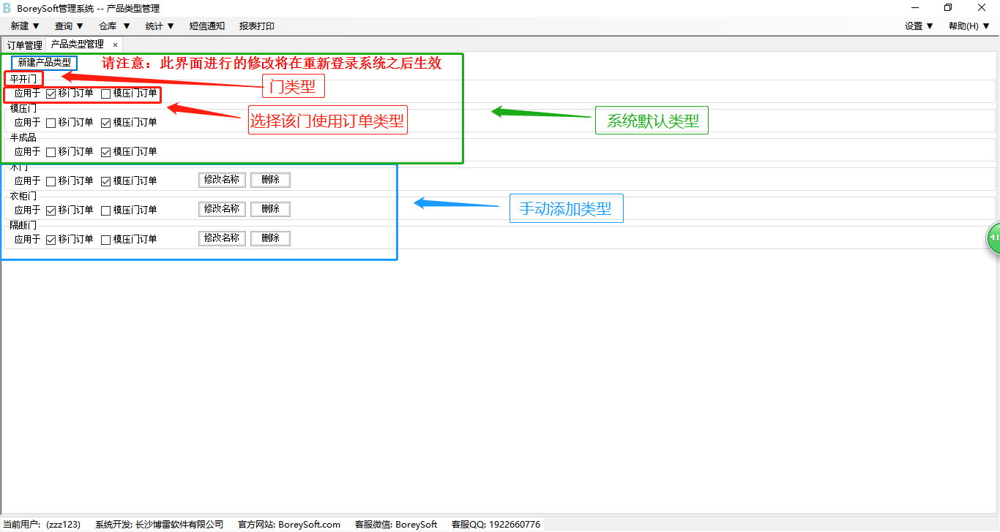 B BoreySoft管理系统 -- 产品类型管理
新建 ▼ 查询 ▼ 仓库 ▼ 统计 ▼ 短信通知 报表打印 设置 ▼ 帮助(H) ▼
订单管理 产品类型管理 ×
新建产品类型 请注意：此界面进行的修改将在重新登录系统之后生效
平开门
门类型
应用于 移门订单 模压门订单
模压门
选择该门使用订单类型
系统默认类型
应用于 移门订单 模压门订单
半成品
应用于 移门订单 模压门订单
木门
应用于 移门订单 模压门订单 修改名称 删除
衣柜门
应用于 移门订单 模压门订单 修改名称 删除
手动添加类型
隔断门
应用于 移门订单 模压门订单 修改名称 删除
41
当前用户: (zzz123) 系统开发: 长沙博雷软件有限公司 官方网站: BoreySoft.com 客服微信: BoreySoft 客服QQ: 1922660776